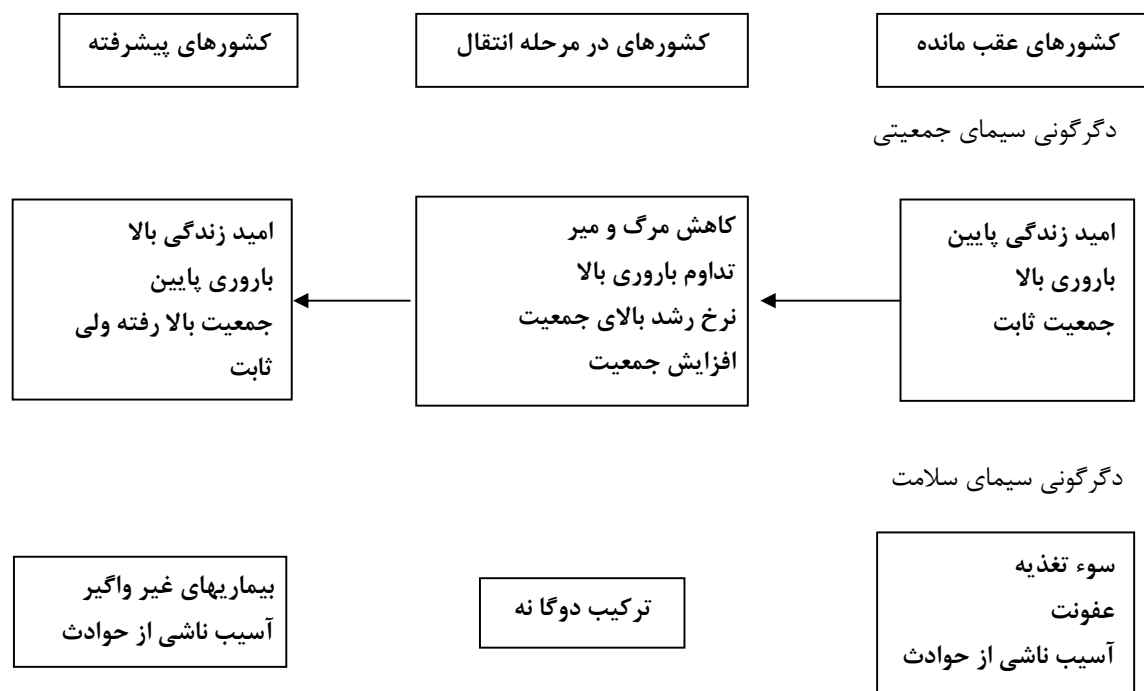 کشورهای عقب مانده
کشورهای در مرحله انتقال
کشورهای پیشرفته
دگرگونی سیمای جمعیتی
امید زندگی پایین
باروری بالا
جمعیت ثابت
کاهش مرگ و میر
تداوم باروری بالا
نرخ رشد بالای جمعیت
افزایش جمعیت
امید زندگی بالا
باروری پایین
جمعیت بالا رفته ولی
ثابت
دگرگونی سیمای سلامت
سوء تغذیه
عفونت
آسیب ناشی از حوادث
ترکیب دوگا نه
بیماریهای غیر واگیر
آسیب ناشی از حوادث